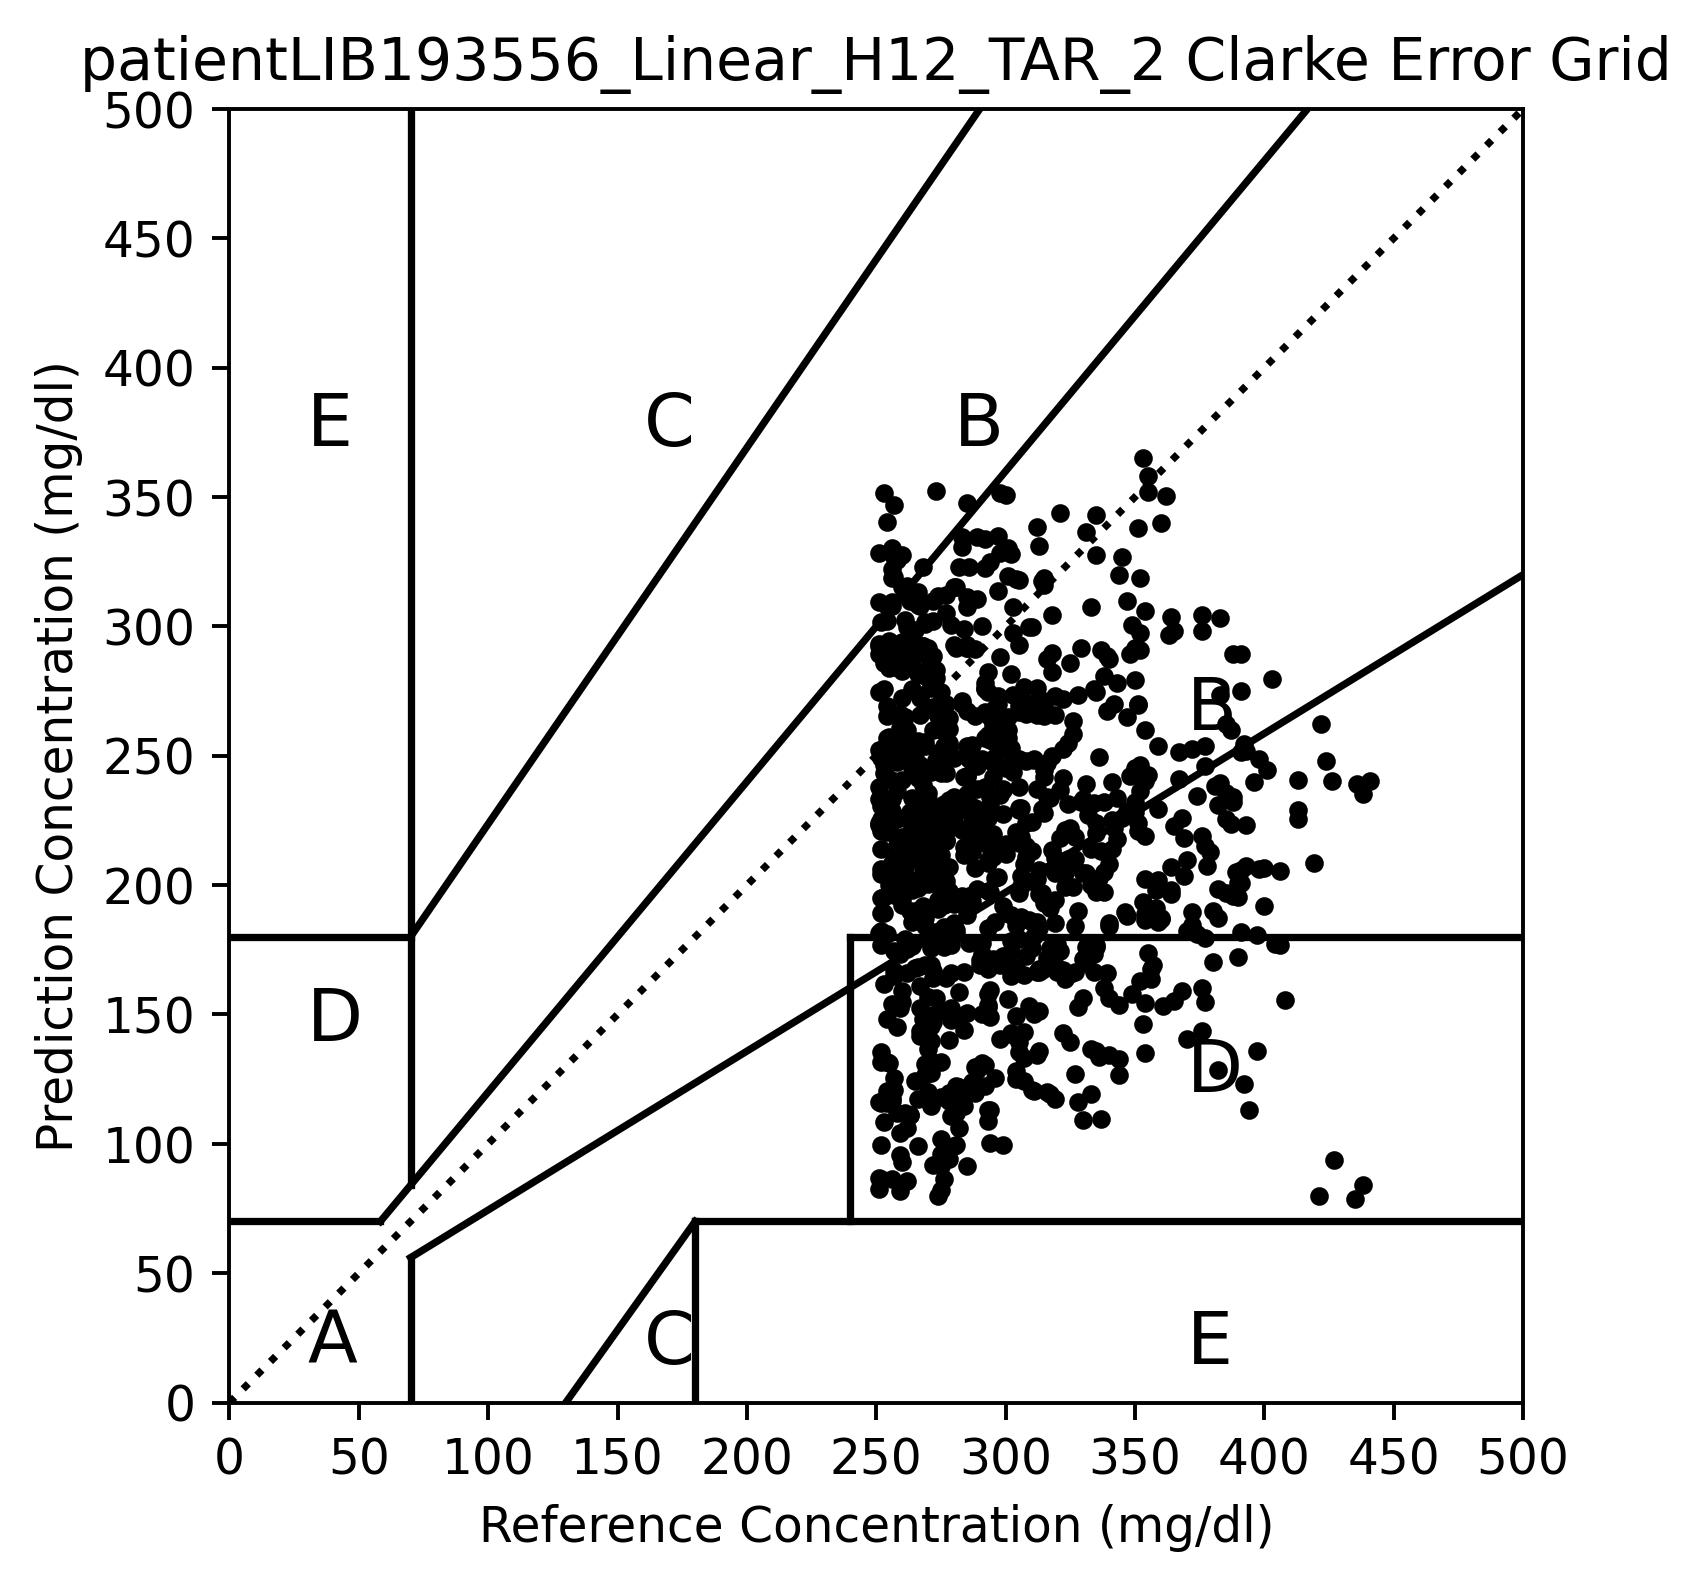 patientLIB193556_Linear_H12_TAR_2 Clarke Error Grid
500
450
400
350
300
250
200
150
100
50
0
Prediction Concentration (mg/dl)
E
C
B
B
D
D
A
C
E
0 50 100 150 200 250 300 350 400 450 500
Reference Concentration (mg/dl)